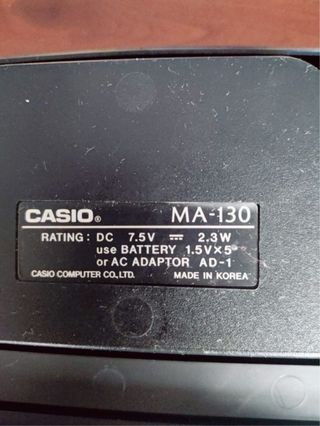 CASIO® MA-130
RATING: DC 7.5V ⎓ 2.3W
use BATTERY 1.5V×5
or AC ADAPTOR AD-1
CASIO COMPUTER CO.,LTD. MADE IN KOREA